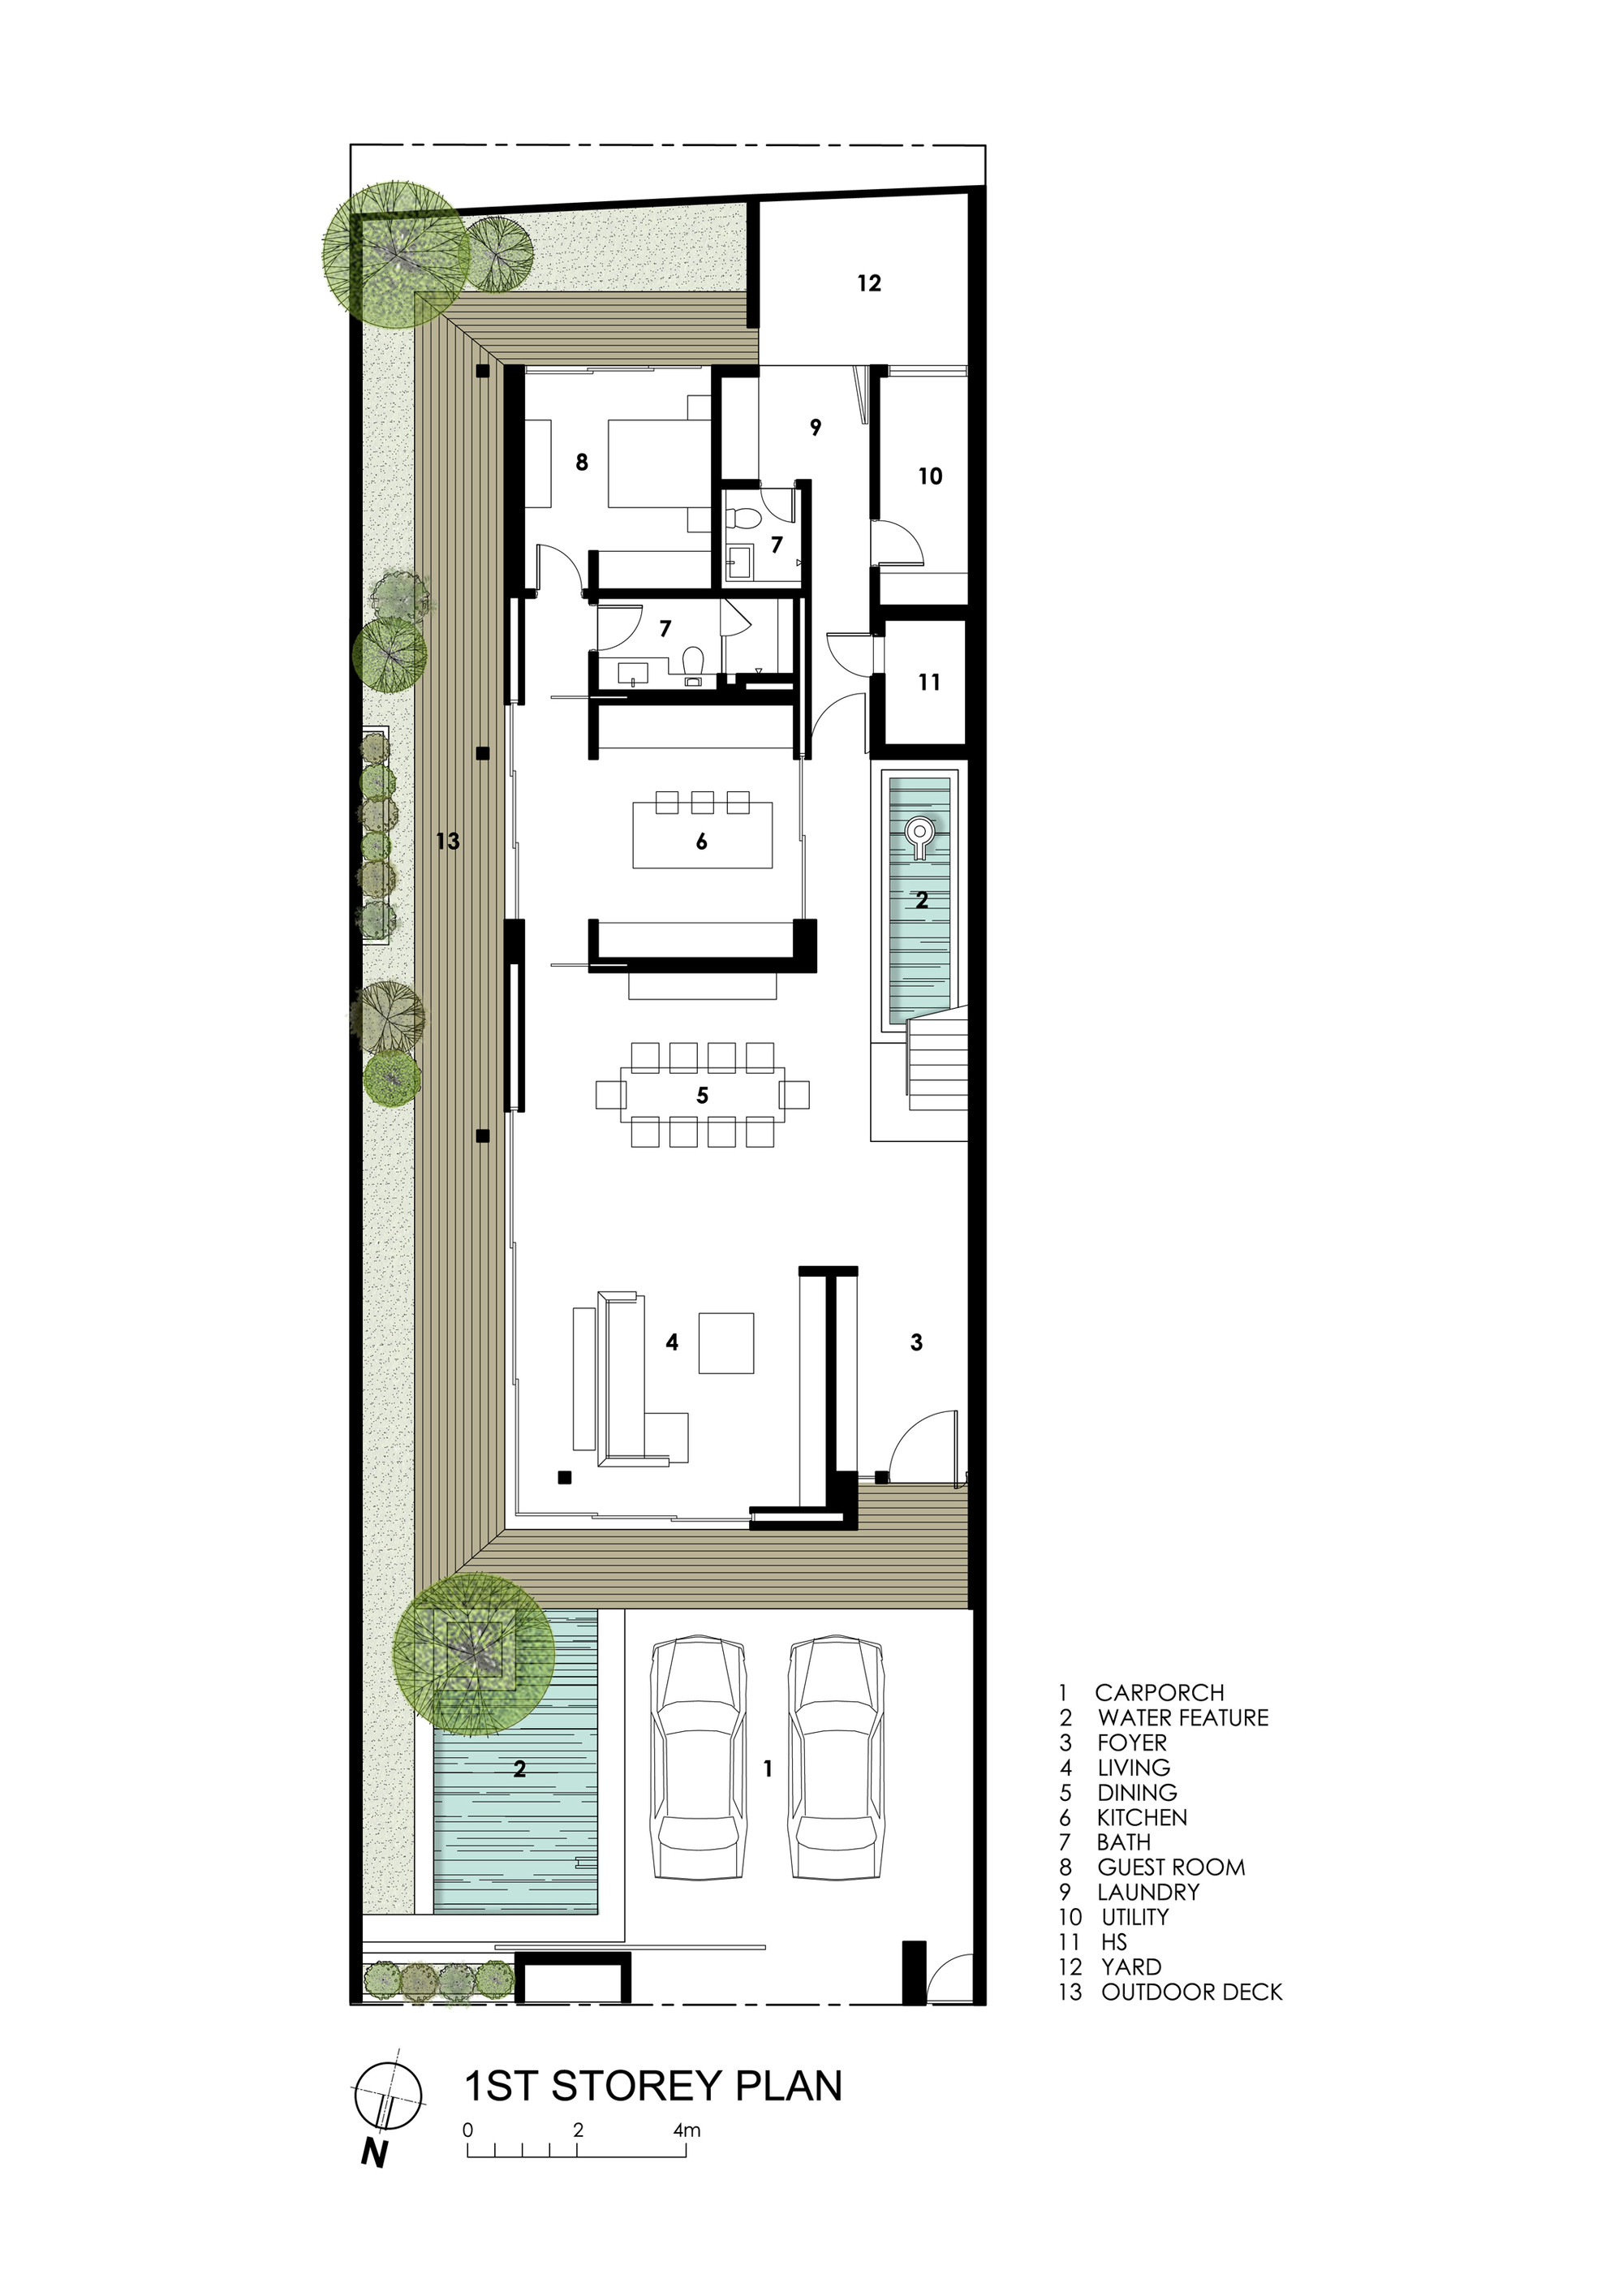 12
9
8
10
7
7
11
13
6
2
5
4
3
2
1
1 CARPORCH
2 WATER FEATURE
3 FOYER
4 LIVING
5 DINING
6 KITCHEN
7 BATH
8 GUEST ROOM
9 LAUNDRY
10 UTILITY
11 HS
12 YARD
13 OUTDOOR DECK
1ST STOREY PLAN
0 2 4m
N